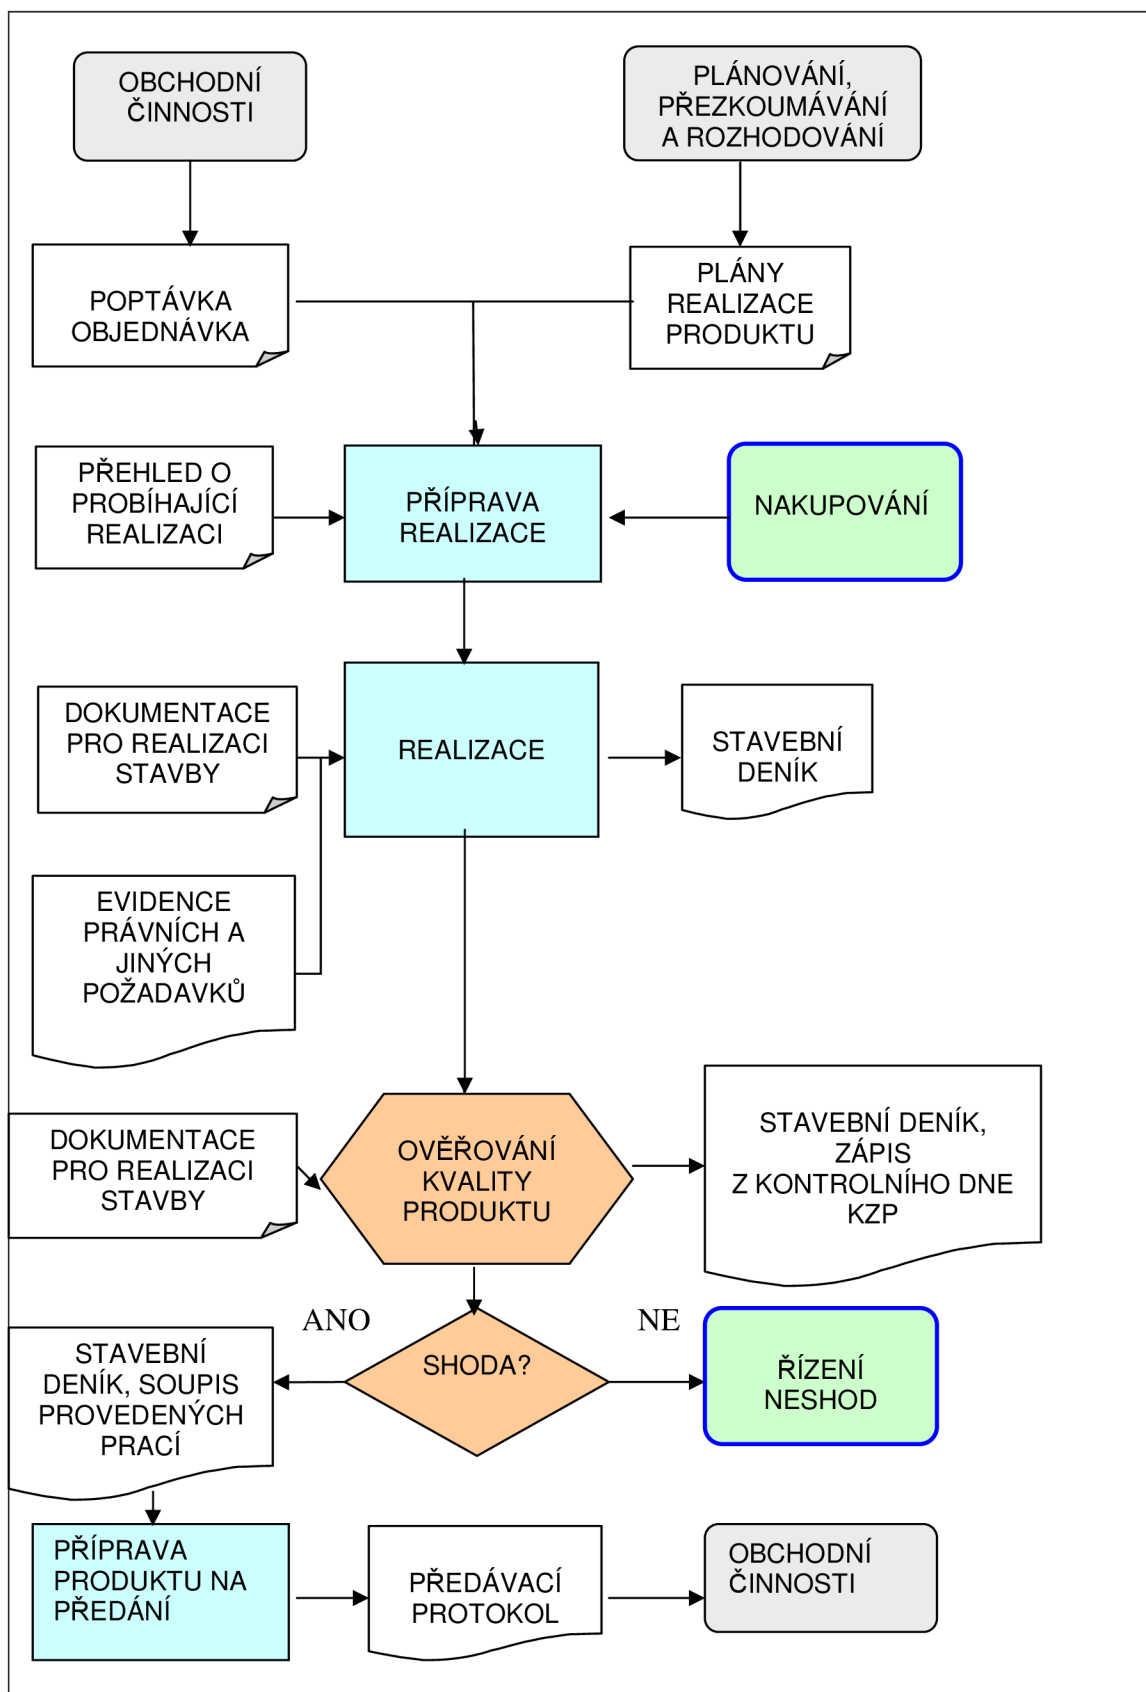 OBCHODNÍ
ČINNOSTI
PLÁNOVÁNÍ,
PŘEZKOUMÁVÁNÍ
A ROZHODOVÁNÍ
POPTÁVKA
OBJEDNÁVKA
PLÁNY
REALIZACE
PRODUKTU
PŘEHLED O
PROBÍHAJÍCÍ
REALIZACI
PŘÍPRAVA
REALIZACE
NAKUPOVÁNÍ
DOKUMENTACE
PRO REALIZACI
STAVBY
REALIZACE
STAVEBNÍ
DENÍK
EVIDENCE
PRÁVNÍCH A
JINÝCH
POŽADAVKŮ
DOKUMENTACE
PRO REALIZACI
STAVBY
OVĚŘOVÁNÍ
KVALITY
PRODUKTU
STAVEBNÍ DENÍK,
ZÁPIS
Z KONTROLNÍHO DNE
KZP
ANO
NE
STAVEBNÍ
DENÍK, SOUPIS
PROVEDENÝCH
PRACÍ
SHODA?
ŘÍZENÍ
NESHOD
PŘÍPRAVA
PRODUKTU NA
PŘEDÁNÍ
PŘEDÁVACÍ
PROTOKOL
OBCHODNÍ
ČINNOSTI